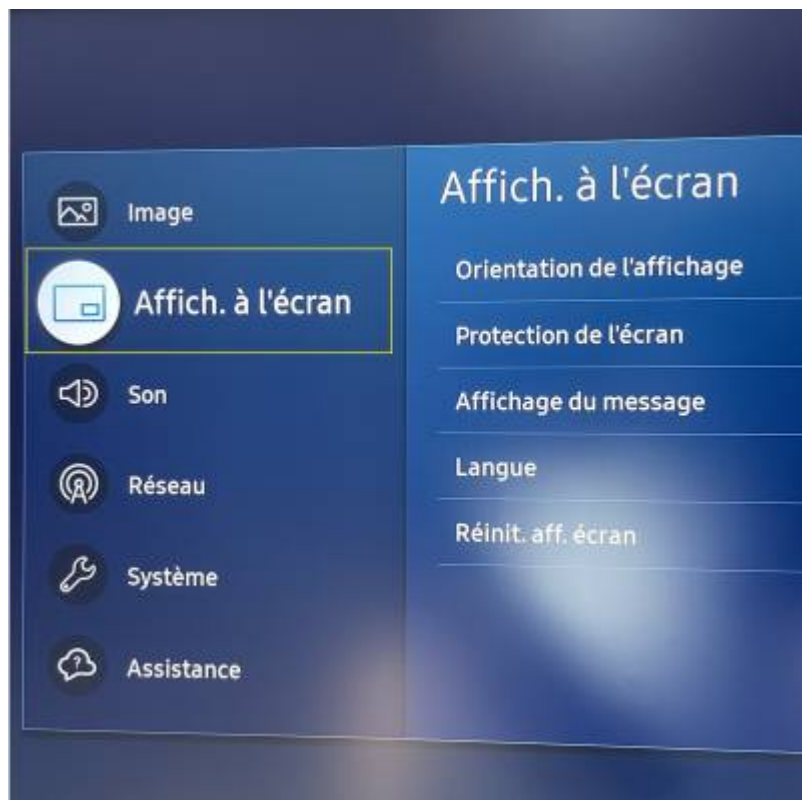 Image
Affich. à l'écran
Son
Réseau
Système
Assistance
Affich. à l'écran
Orientation de l'affichage
Protection de l'écran
Affichage du message
Langue
Réinit. aff. écran